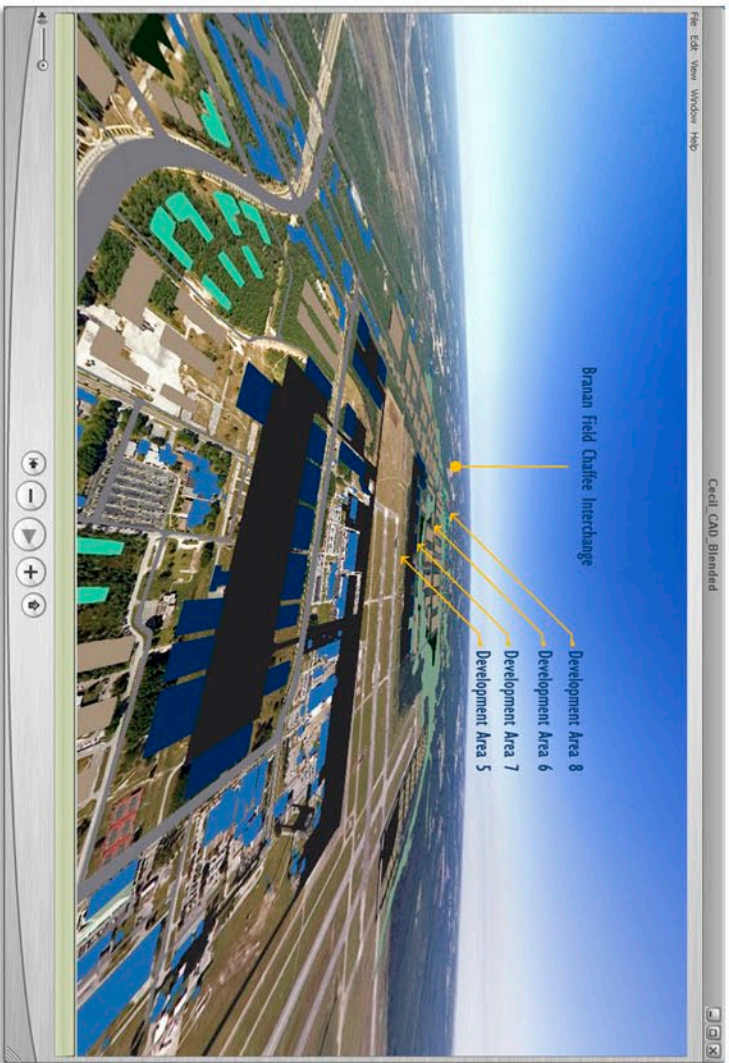 Cecil_CAD_Blended
File Edit View Window Help
Branan Field Chaffee Interchange
Development Area 8
Development Area 6
Development Area 7
Development Area 5